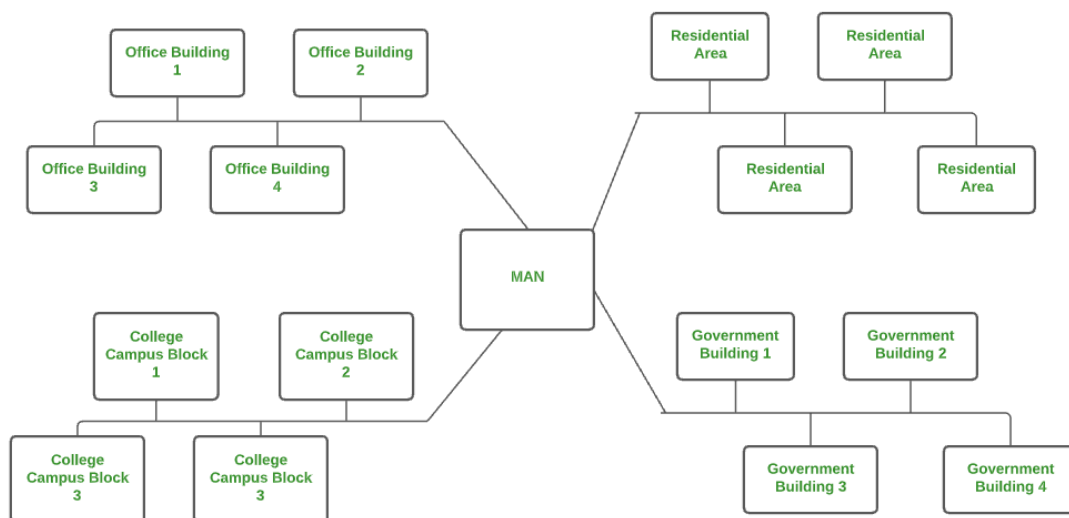 Office Building
1
Office Building
2
Office Building
3
Office Building
4
Residential
Area
Residential
Area
Residential
Area
Residential
Area
MAN
College
Campus Block
1
College
Campus Block
2
College
Campus Block
3
College
Campus Block
3
Government
Building 1
Government
Building 2
Government
Building 3
Government
Building 4